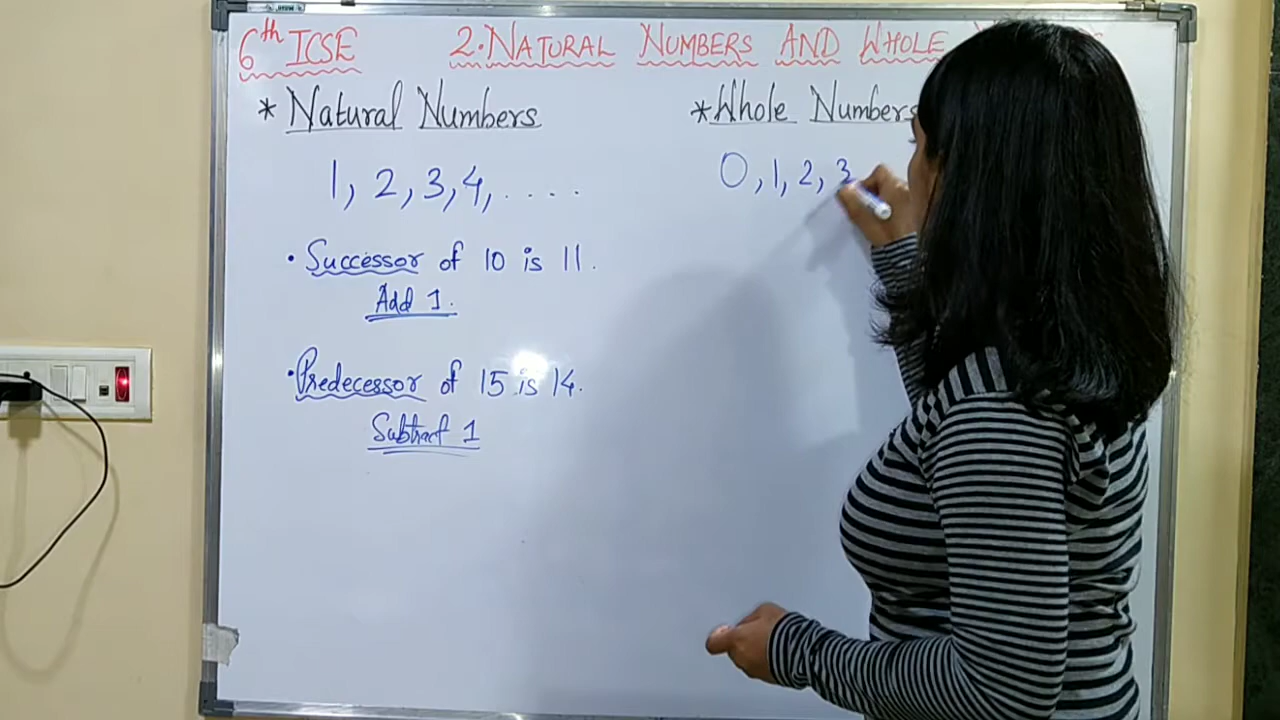 6th ICSE 2. NATURAL NUMBERS AND WHOLE
* Natural Numbers
1, 2, 3, 4, ....
• Successor of 10 is 11.
Add 1.
• Predecessor of 15 is 14.
Subtract 1
* Whole Numbers
0, 1, 2, 3